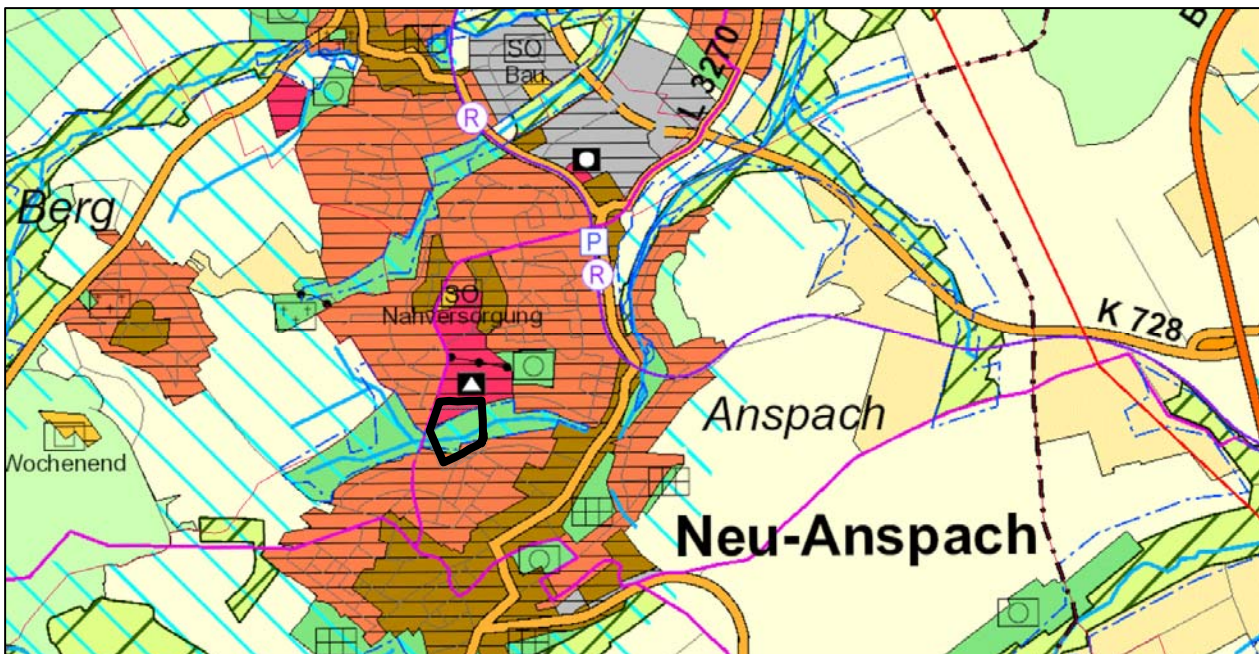 B
SO
Bau
L 3270
R
Berg
P
R
SO
Nahversorgung
K 728
Anspach
Wochenend
Neu-Anspach